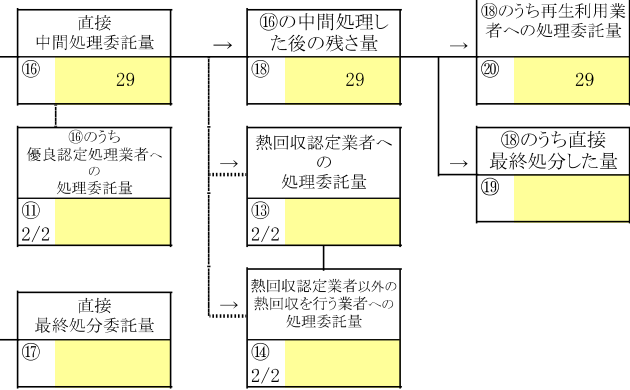 直接
中間処理委託量
⑯
29
→
⑯の中間処理し
た後の残さ量
⑱
29
→
⑱のうち再生利用業
者への処理委託量
⑳
29
⑯のうち
優良認定処理業者へ
の
処理委託量
⑪
2/2
→
熱回収認定業者へ
の
処理委託量
⑬
2/2
→
⑱のうち直接
最終処分した量
⑲
直接
最終処分委託量
⑰
→
熱回収認定業者以外の
熱回収を行う業者への
処理委託量
⑭
2/2